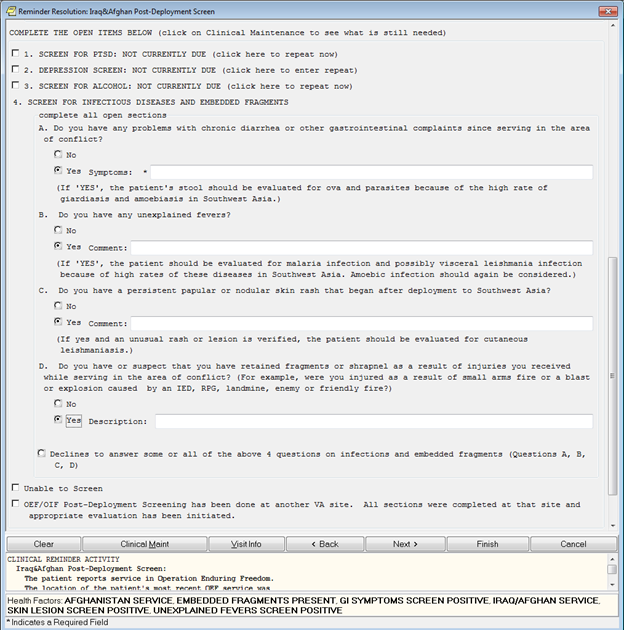 Reminder Resolution: Iraq&Afghan Post-Deployment Screen
COMPLETE THE OPEN ITEMS BELOW (click on Clinical Maintenance to see what is still needed)
1. SCREEN FOR PTSD: NOT CURRENTLY DUE (click here to repeat now)
2. DEPRESSION SCREEN: NOT CURRENTLY DUE (click here to enter repeat)
3. SCREEN FOR ALCOHOL: NOT CURRENTLY DUE (click here to repeat now)
4. SCREEN FOR INFECTIOUS DISEASES AND EMBEDDED FRAGMENTS
complete all open sections
A. Do you have any problems with chronic diarrhea or other gastrointestinal complaints since serving in the area
of conflict?
No
Yes Symptoms: *
(If 'YES', the patient's stool should be evaluated for ova and parasites because of the high rate of
giardiasis and amoebiasis in Southwest Asia.)
B. Do you have any unexplained fevers?
No
Yes Comment:
(If 'YES', the patient should be evaluated for malaria infection and possibly visceral leishmania infection
because of high rates of these diseases in Southwest Asia. Amoebic infection should again be considered.)
C. Do you have a persistent papular or nodular skin rash that began after deployment to Southwest Asia?
No
Yes Comment:
(If yes and an unusual rash or lesion is verified, the patient should be evaluated for cutaneous
leishmaniasis.)
D. Do you have or suspect that you have retained fragments or shrapnel as a result of injuries you received
while serving in the area of conflict? (For example, were you injured as a result of small arms fire or a blast
or explosion caused by an IED, RPG, landmine, enemy or friendly fire?)
No
Yes Description:
Declines to answer some or all of the above 4 questions on infections and embedded fragments (Questions A, B,
C, D)
Unable to Screen
OEF/OIF Post-Deployment Screening has been done at another VA site. All sections were completed at that site and
appropriate evaluation has been initiated.
Clear Clinical Maint Visit Info < Back Next > Finish Cancel
CLINICAL REMINDER ACTIVITY
Iraq&Afghan Post-Deployment Screen:
The patient reports service in Operation Enduring Freedom.
The location of the patient's most recent OEF service was
Health Factors: AFGHANISTAN SERVICE, EMBEDDED FRAGMENTS PRESENT, GI SYMPTOMS SCREEN POSITIVE, IRAQ/AFGHAN SERVICE,
SKIN LESION SCREEN POSITIVE, UNEXPLAINED FEVERS SCREEN POSITIVE
* Indicates a Required Field